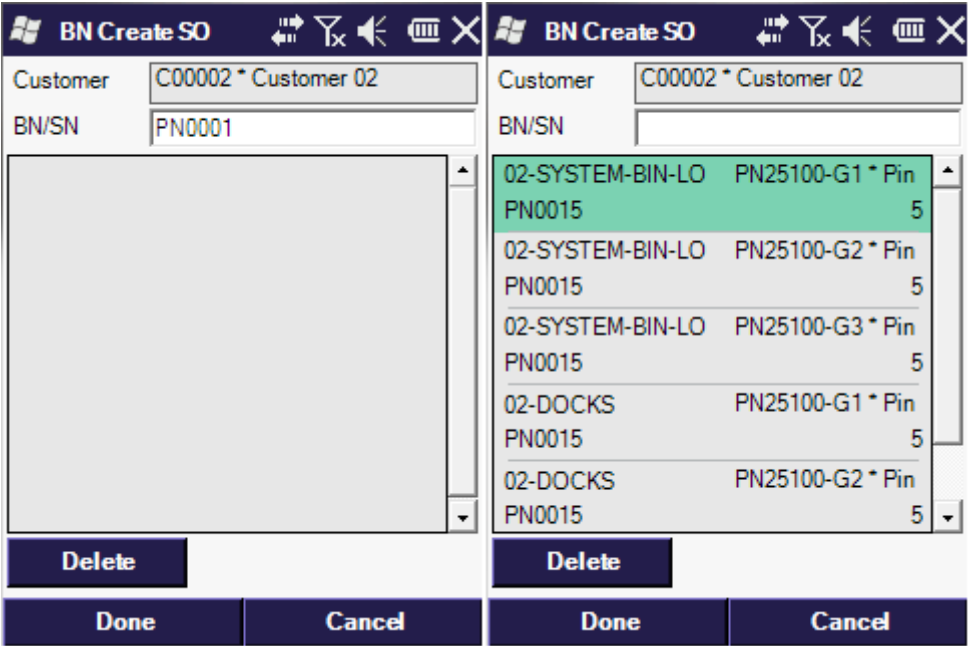 BN Create SO
Customer C00002 * Customer 02
BN/SN PN0001
Delete
Done Cancel
BN Create SO
Customer C00002 * Customer 02
BN/SN
02-SYSTEM-BIN-LO PN25100-G1 * Pin
PN0015 5
02-SYSTEM-BIN-LO PN25100-G2 * Pin
PN0015 5
02-SYSTEM-BIN-LO PN25100-G3 * Pin
PN0015 5
02-DOCKS PN25100-G1 * Pin
PN0015 5
02-DOCKS PN25100-G2 * Pin
PN0015 5
Delete
Done Cancel